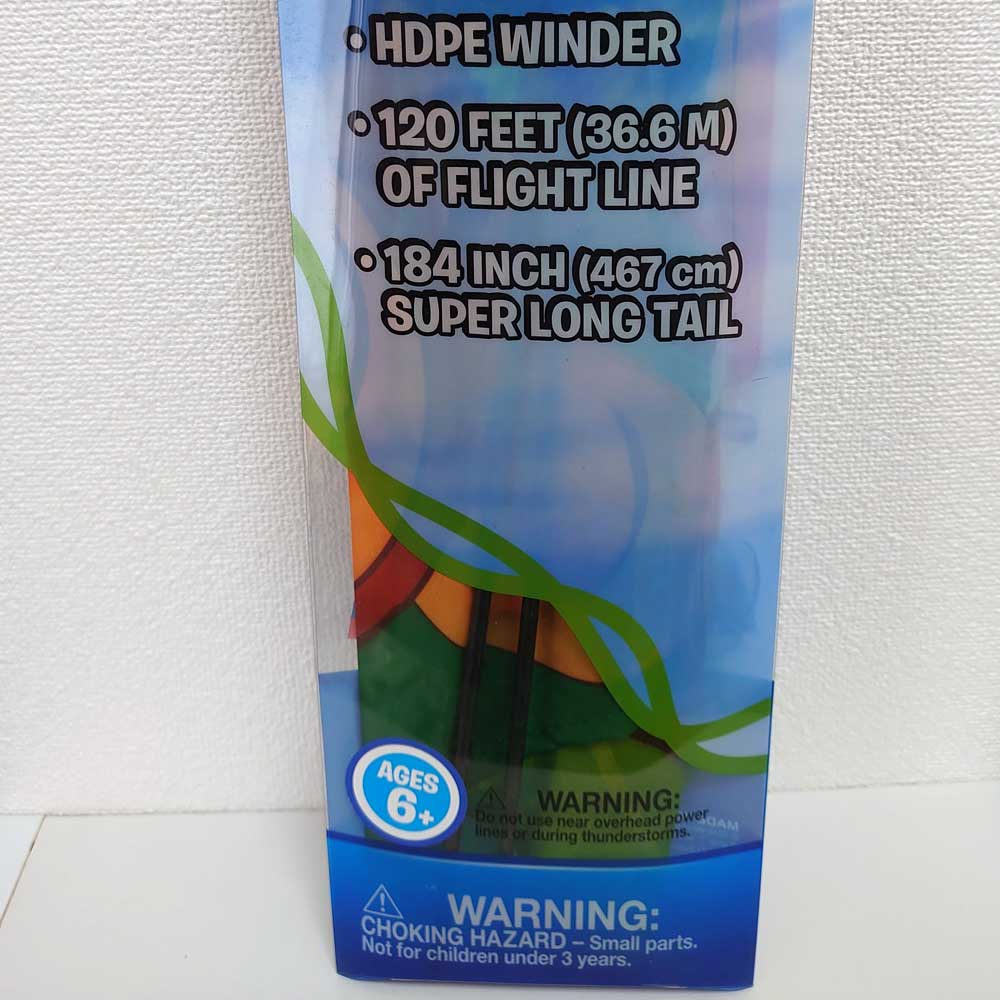 • HDPE WINDER
• 120 FEET (36.6 M)
OF FLIGHT LINE
• 184 INCH (467 cm)
SUPER LONG TAIL
AGES
6+
WARNING:
Do not use near overhead power
lines or during thunderstorms.
WARNING:
CHOKING HAZARD – Small parts.
Not for children under 3 years.